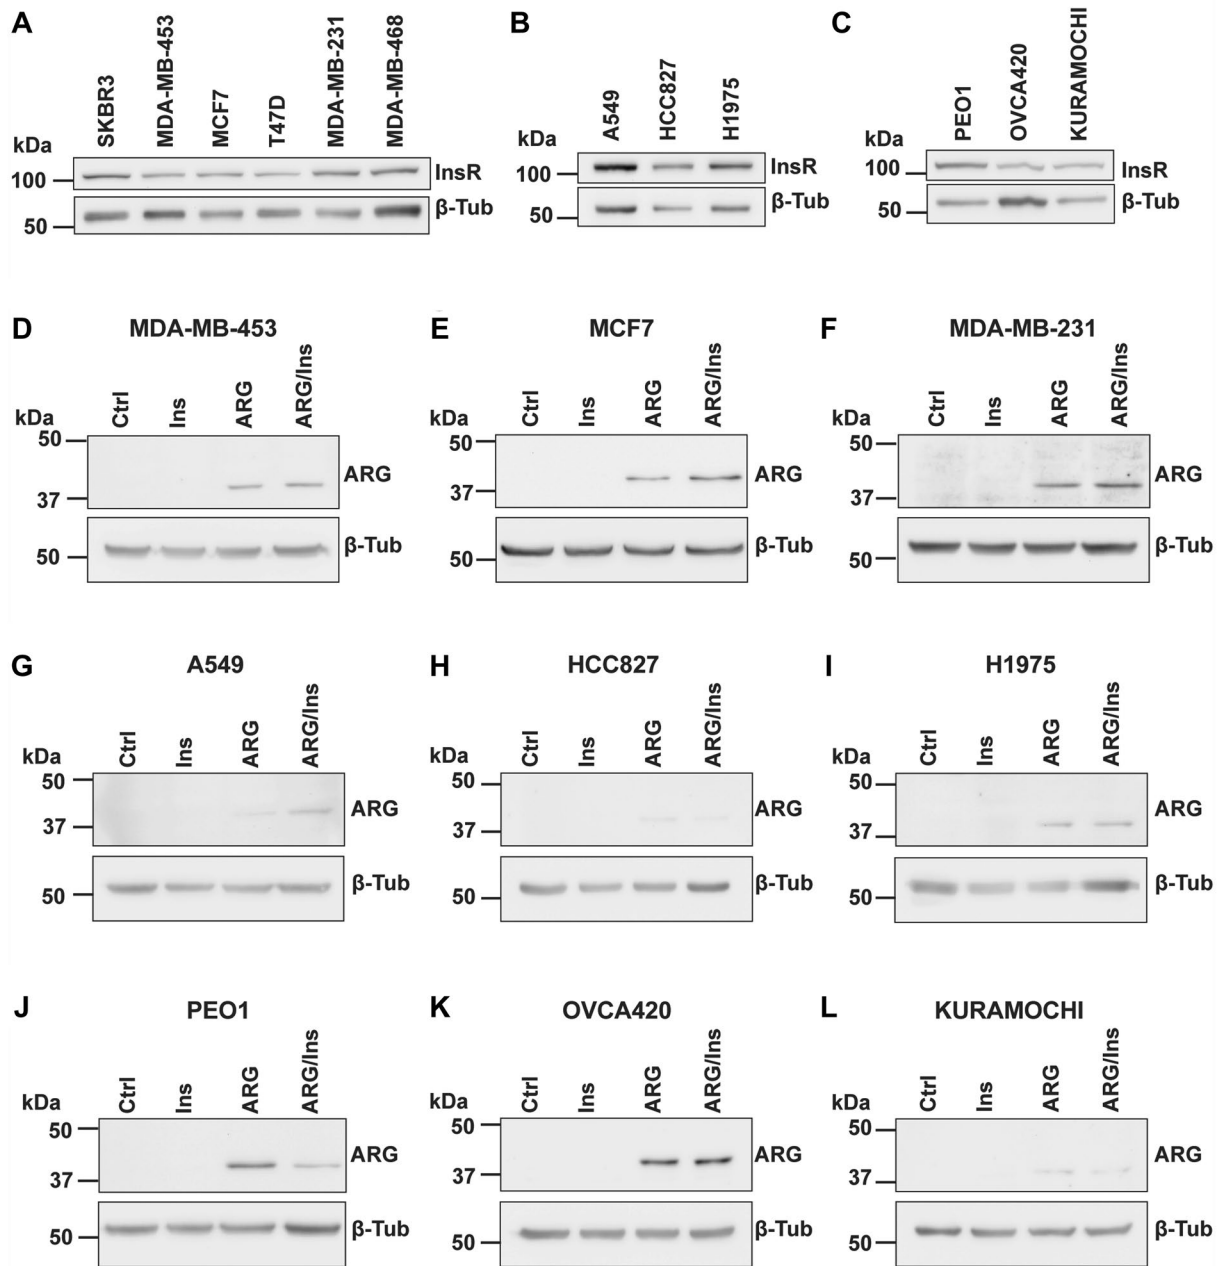 A
SKBR3
MDA-MB-453
MCF7
T47D
MDA-MB-231
MDA-MB-468
kDa
100
InsR
50
β-Tub
B
A549
HCC827
H1975
kDa
100
InsR
50
β-Tub
C
PEO1
OVCA420
KURAMOCHI
kDa
100
InsR
50
β-Tub
D
MDA-MB-453
Ctrl
Ins
ARG
ARG/Ins
kDa
50
ARG
37
50
β-Tub
E
MCF7
Ctrl
Ins
ARG
ARG/Ins
kDa
50
ARG
37
50
β-Tub
F
MDA-MB-231
Ctrl
Ins
ARG
ARG/Ins
kDa
50
ARG
37
50
β-Tub
G
A549
Ctrl
Ins
ARG
ARG/Ins
kDa
50
ARG
37
50
β-Tub
H
HCC827
Ctrl
Ins
ARG
ARG/Ins
kDa
50
ARG
37
50
β-Tub
I
H1975
Ctrl
Ins
ARG
ARG/Ins
kDa
50
ARG
37
50
β-Tub
J
PEO1
Ctrl
Ins
ARG
ARG/Ins
kDa
50
ARG
37
50
β-Tub
K
OVCA420
Ctrl
Ins
ARG
ARG/Ins
kDa
50
ARG
37
50
β-Tub
L
KURAMOCHI
Ctrl
Ins
ARG
ARG/Ins
kDa
50
ARG
37
50
β-Tub